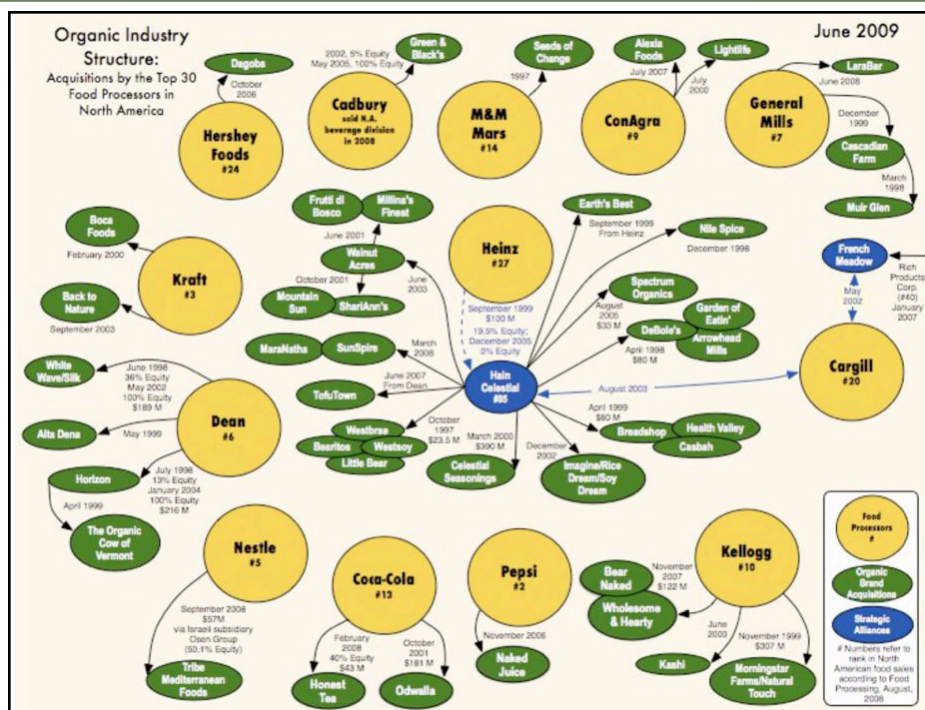 Organic Industry
Structure:
Acquisitions by the Top 30
Food Processors in
North America
June 2009
Dagoba
October
2006
Hershey
Foods
#24
2002, 5% Equity
May 2005, 100% Equity
Green &
Black's
Cadbury
sold N.A.
beverage division
in 2008
Seeds of
Change
1997
M&M
Mars
#14
Alexia
Foods
July 2007
Lightlife
July
2000
ConAgra
#9
LaraBar
June 2008
General
Mills
#7
December
1999
Cascadian
Farm
March
1998
Muir Glen
Boca
Foods
February 2000
Kraft
#3
Back to
Nature
September 2003
Frutti di
Bosco
Millina's
Finest
June 2001
Walnut
Acres
October 2001
June
2003
Mountain
Sun
ShariAnn's
Heinz
#27
September 1999
$100 M
19.5% Equity;
December 2005
0% Equity
Earth's Best
September 1999
From Heinz
Nile Spice
December 1998
Spectrum
Organics
August
2005
$33 M
Garden of
Eatin'
DeBole's
Arrowhead
Mills
April 1998
$80 M
French
Meadow
Rich
Products
Corp.
(#40)
January
2007
May
2002
Cargill
#20
August 2003
MaraNatha
SunSpire
March
2008
TofuTown
June 2007
From Dean
Hain
Celestial
#85
Westbrae
Bearitos
Westsoy
Little Bear
October
1997
$23.5 M
March 2000
$390 M
Celestial
Seasonings
December
2002
Imagine/Rice
Dream/Soy
Dream
April 1999
$80 M
Breadshop
Health Valley
Casbah
White
Wave/Silk
June 1998
36% Equity
May 2002
100% Equity
$189 M
Alta Dena
May 1999
Dean
#6
Horizon
July 1998
13% Equity
January 2004
100% Equity
$216 M
April 1999
The Organic
Cow of
Vermont
Nestle
#5
September 2008
$57M
via Israeli subsidiary
Osen Group
(50.1% Equity)
Tribe
Mediterranean
Foods
Coca-Cola
#13
February
2008
40% Equity
$43 M
Honest
Tea
October
2001
$181 M
Odwalla
Pepsi
#2
November 2006
Naked
Juice
Kellogg
#10
Bear
Naked
November
2007
$122 M
Wholesome
& Hearty
June
2000
Kashi
November 1999
$307 M
Morningstar
Farms/Natural
Touch
Food
Processors
#
Organic
Brand
Acquisitions
Strategic
Alliances
# Numbers refer to
rank in North
American food sales
according to Food
Processing, August,
2008